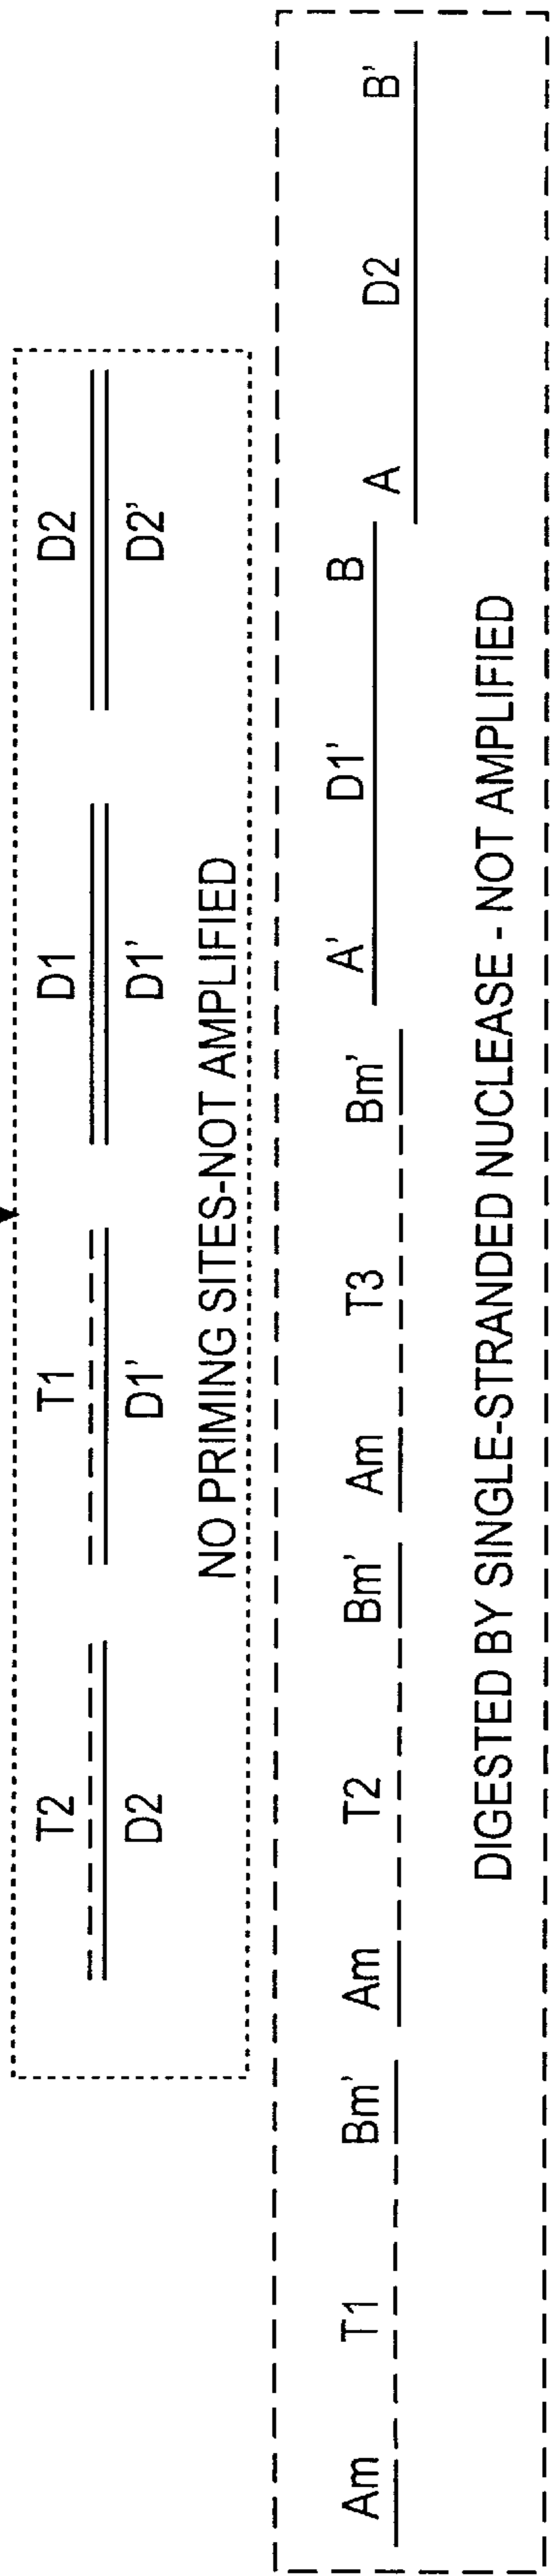 T2 T1 D1 D2
D2 D1' D1' D2'
NO PRIMING SITES-NOT AMPLIFIED
Am T1 Bm' Am T2 Bm' Am T3 Bm' A' D1' B A D2 B'
DIGESTED BY SINGLE-STRANDED NUCLEASE - NOT AMPLIFIED